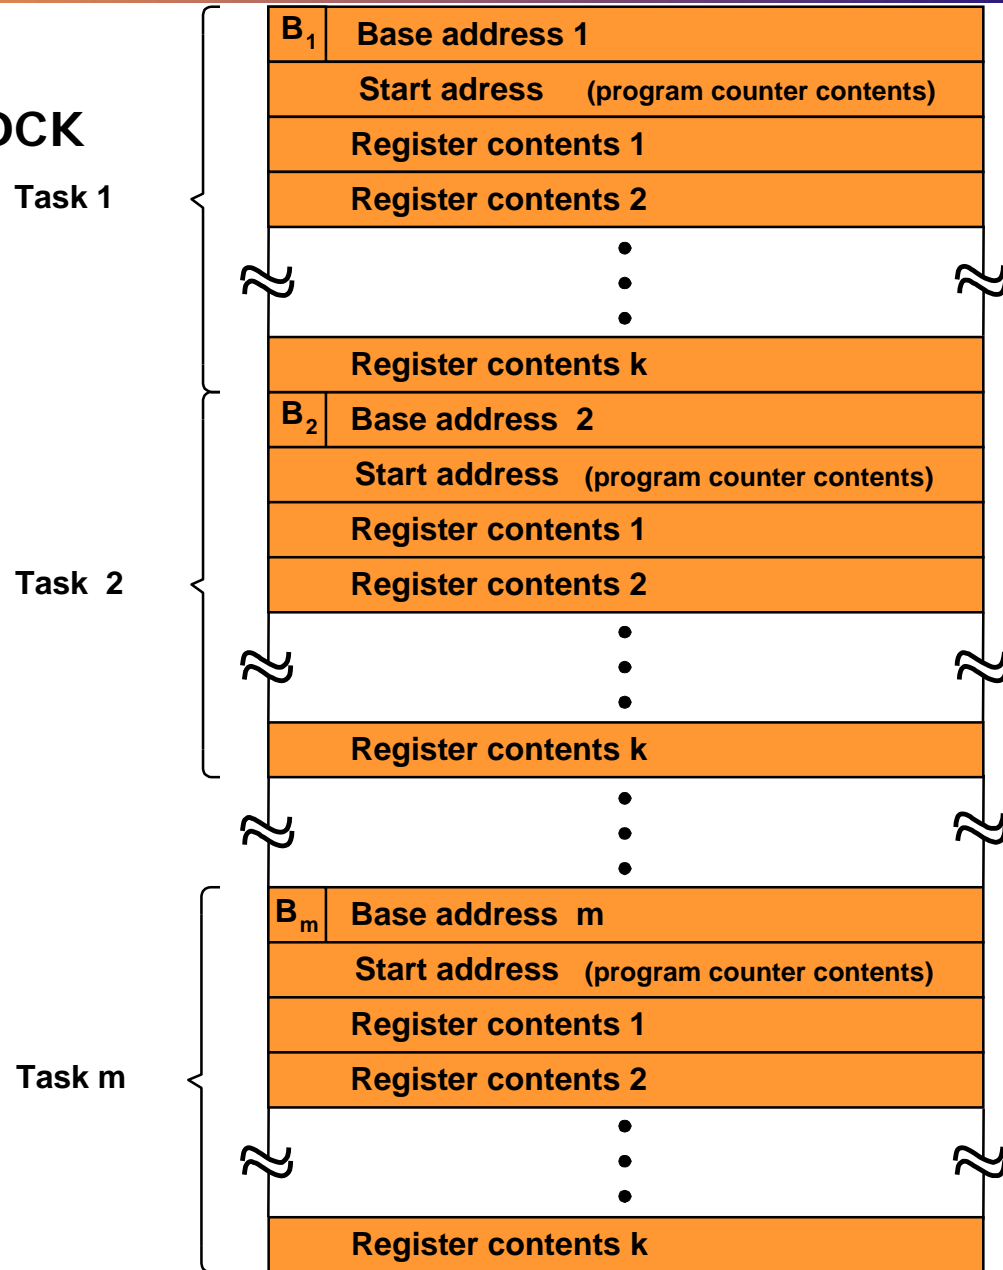 B1 Base address 1
Start adress (program counter contents)
OCK
Register contents 1
Task 1
Register contents 2
Register contents k
B2 Base address 2
Start address (program counter contents)
Register contents 1
Task 2
Register contents 2
Register contents k
Bm Base address m
Start address (program counter contents)
Register contents 1
Task m
Register contents 2
Register contents k